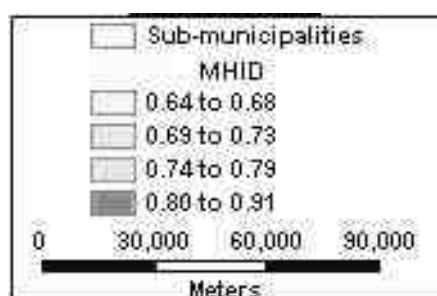 Sub-municipalities
MHID
0.64 to 0.68
0.69 to 0.73
0.74 to 0.79
0.80 to 0.91
0 30,000 60,000 90,000
Meters